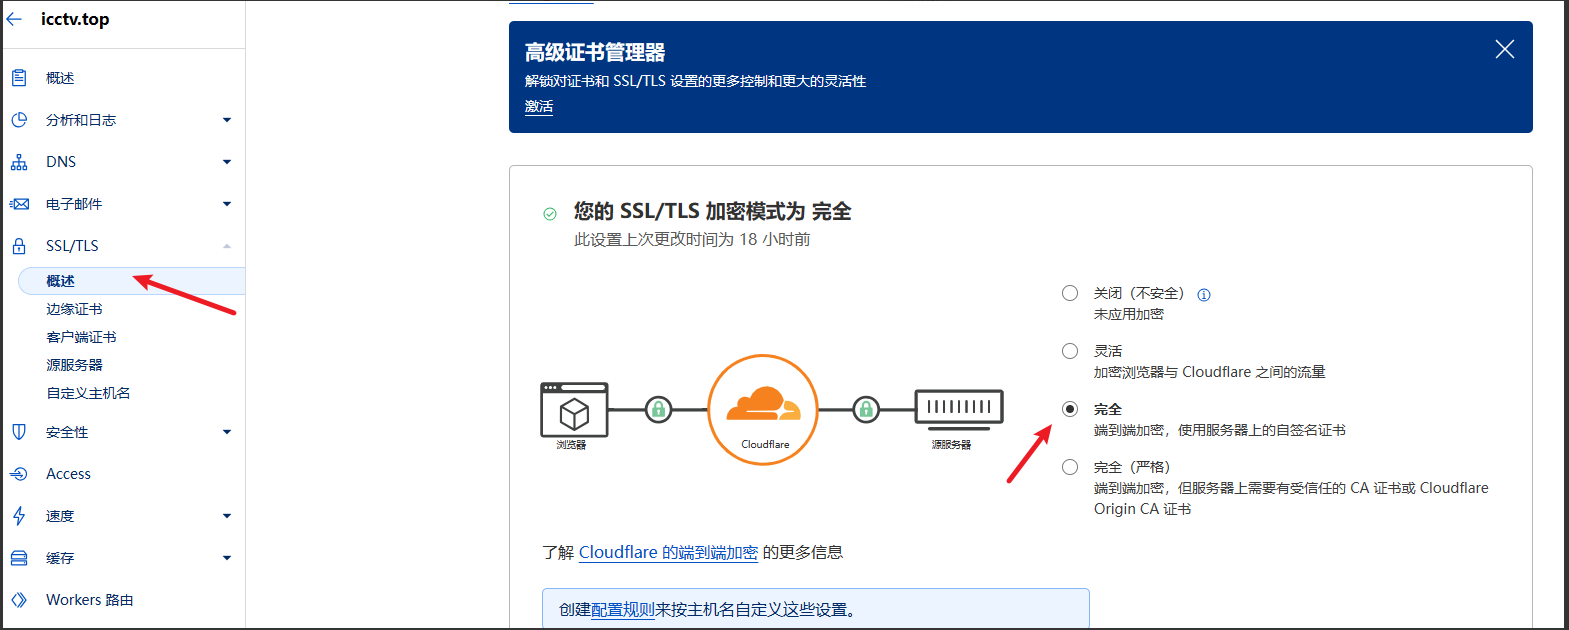 icctv.top
概述
分析和日志
DNS
电子邮件
SSL/TLS
概述
边缘证书
客户端证书
源服务器
自定义主机名
安全性
Access
速度
缓存
Workers 路由
高级证书管理器
解锁对证书和 SSL/TLS 设置的更多控制和更大的灵活性
激活
您的 SSL/TLS 加密模式为 完全
此设置上次更改时间为 18 小时前
浏览器
Cloudflare
源服务器
关闭（不安全）
未应用加密
灵活
加密浏览器与 Cloudflare 之间的流量
完全
端到端加密，使用服务器上的自签名证书
完全（严格）
端到端加密，但服务器上需要有受信任的 CA 证书或 Cloudflare
Origin CA 证书
了解 Cloudflare 的端到端加密 的更多信息
创建配置规则来按主机名自定义这些设置。